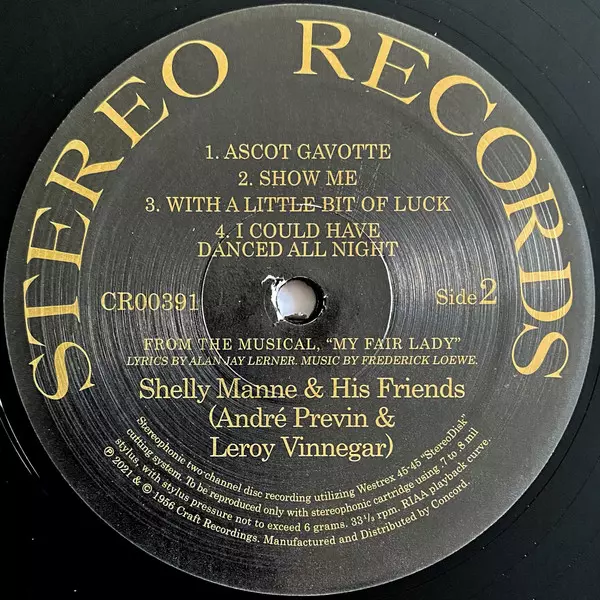 STEREO RECORDS
1. ASCOT GAVOTTE
2. SHOW ME
3. WITH A LITTLE BIT OF LUCK
4. I COULD HAVE
DANCED ALL NIGHT
CR00391
Side 2
FROM THE MUSICAL, “MY FAIR LADY”
LYRICS BY ALAN JAY LERNER. MUSIC BY FREDERICK LOEWE.
Shelly Manne & His Friends
(André Previn &
Leroy Vinnegar)
Stereophonic two-channel disc recording utilizing Westrex 45-45 “StereoDisk”
cutting system. To be reproduced only with stereophonic cartridge using .7 to .8 mil
stylus, with stylus pressure not to exceed 6 grams. 33⅓ rpm. RIAA playback curve.
℗ 2021 & © 1956 Craft Recordings. Manufactured and Distributed by Concord.